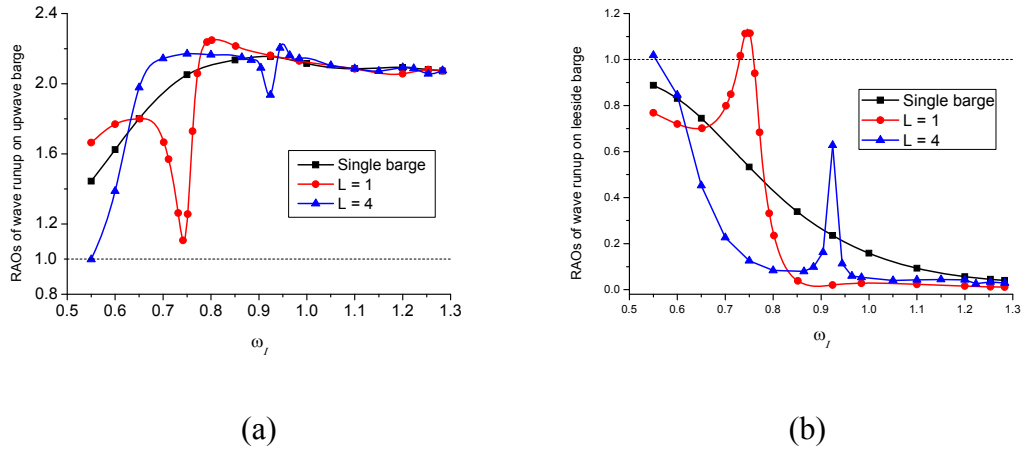 RAOs of wave runup on upwave barge
2.4
2.0
1.6
1.2
1.0
0.8
Single barge
L = 1
L = 4
0.5 0.6 0.7 0.8 0.9 1.0 1.1 1.2 1.3
ω_I
(a)
RAOs of wave runup on leeside barge
1.2
1.0
0.8
0.6
0.4
0.2
0.0
Single barge
L = 1
L = 4
0.5 0.6 0.7 0.8 0.9 1.0 1.1 1.2 1.3
ω_I
(b)